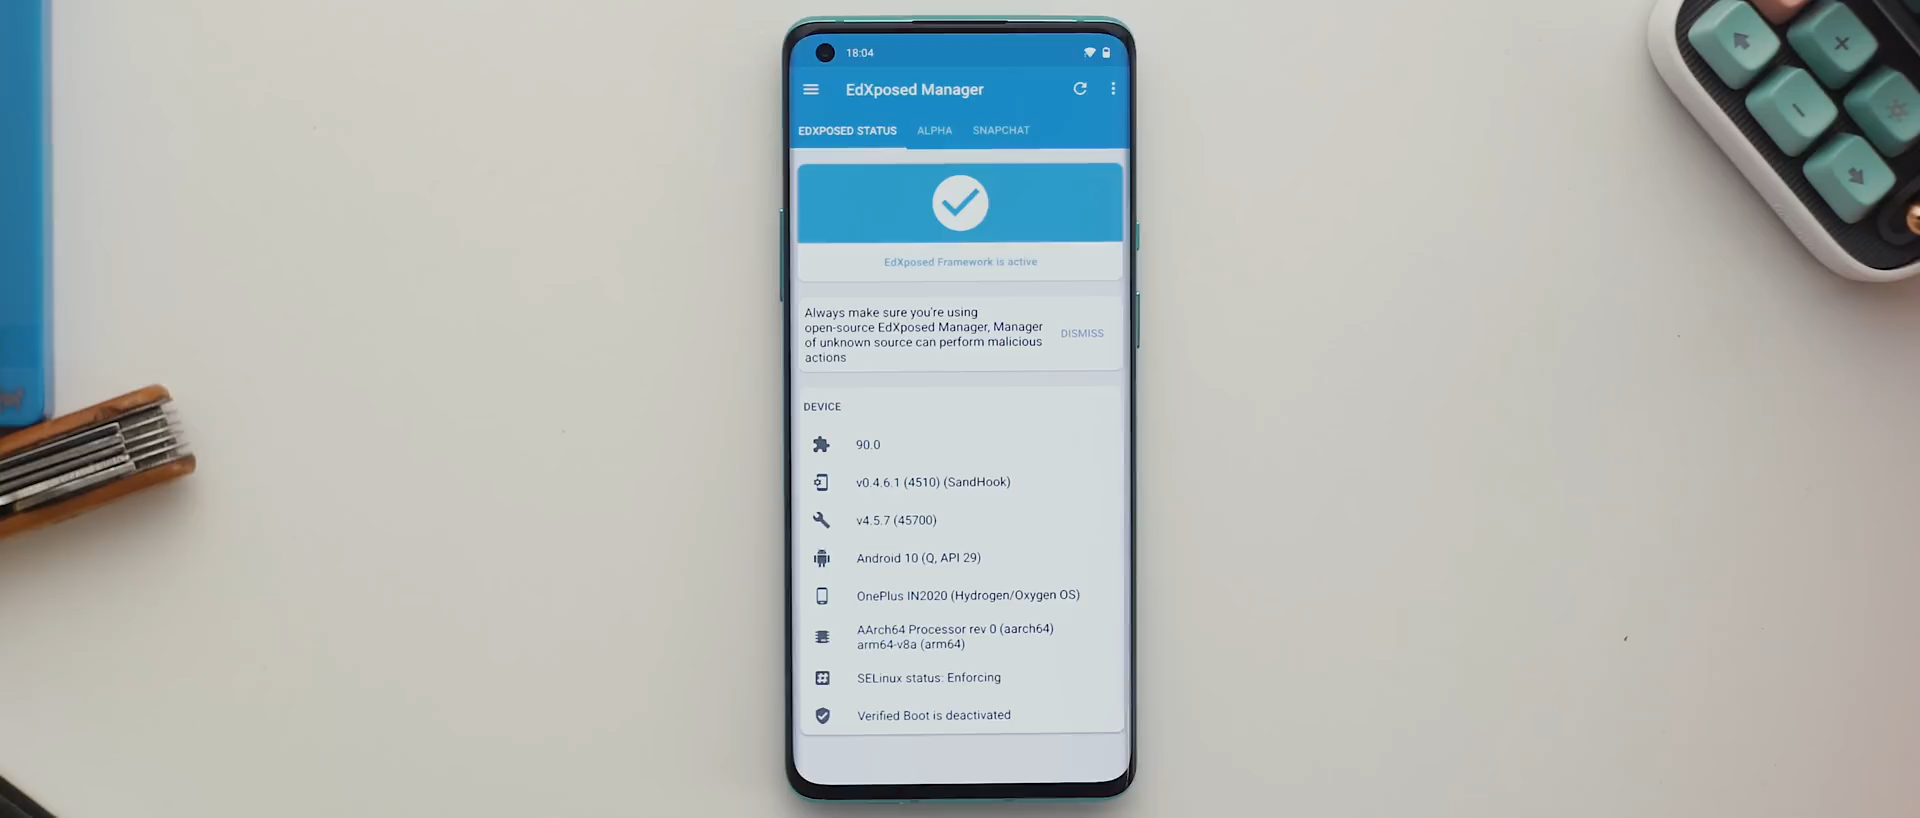 18:04
EdXposed Manager
EDXPOSED STATUS ALPHA SNAPCHAT
EdXposed Framework is active
Always make sure you're using
open-source EdXposed Manager, Manager
of unknown source can perform malicious
actions
DISMISS
DEVICE
90.0
v0.4.6.1 (4510) (SandHook)
v4.5.7 (45700)
Android 10 (Q, API 29)
OnePlus IN2020 (Hydrogen/Oxygen OS)
AArch64 Processor rev 0 (aarch64)
arm64-v8a (arm64)
SELinux status: Enforcing
Verified Boot is deactivated